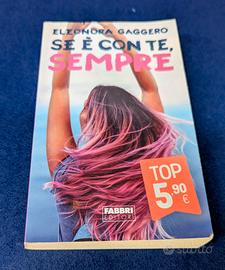 ELEONORA GAGGERO
SE È CON TE,
SEMPRE
TOP
5,90
€
FABBRI
EDITORI
subito